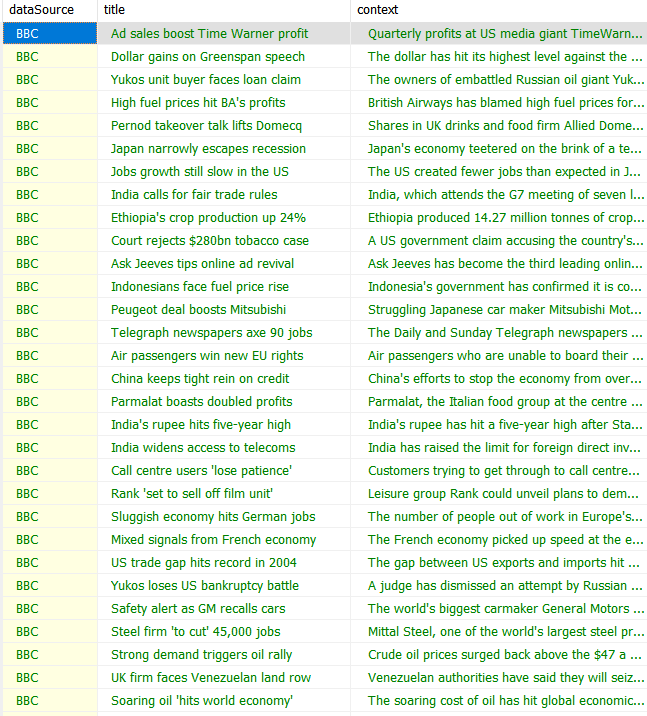 dataSource title context
BBC Ad sales boost Time Warner profit Quarterly profits at US media giant TimeWarn...
BBC Dollar gains on Greenspan speech The dollar has hit its highest level against the ...
BBC Yukos unit buyer faces loan claim The owners of embattled Russian oil giant Yuk...
BBC High fuel prices hit BA's profits British Airways has blamed high fuel prices for...
BBC Pernod takeover talk lifts Domecq Shares in UK drinks and food firm Allied Dome...
BBC Japan narrowly escapes recession Japan's economy teetered on the brink of a te...
BBC Jobs growth still slow in the US The US created fewer jobs than expected in J...
BBC India calls for fair trade rules India, which attends the G7 meeting of seven l...
BBC Ethiopia's crop production up 24% Ethiopia produced 14.27 million tonnes of crop...
BBC Court rejects $280bn tobacco case A US government claim accusing the country's...
BBC Ask Jeeves tips online ad revival Ask Jeeves has become the third leading onlin...
BBC Indonesians face fuel price rise Indonesia's government has confirmed it is co...
BBC Peugeot deal boosts Mitsubishi Struggling Japanese car maker Mitsubishi Mot...
BBC Telegraph newspapers axe 90 jobs The Daily and Sunday Telegraph newspapers ...
BBC Air passengers win new EU rights Air passengers who are unable to board their ...
BBC China keeps tight rein on credit China's efforts to stop the economy from over...
BBC Parmalat boasts doubled profits Parmalat, the Italian food group at the centre ...
BBC India's rupee hits five-year high India's rupee has hit a five-year high after Sta...
BBC India widens access to telecoms India has raised the limit for foreign direct inv...
BBC Call centre users 'lose patience' Customers trying to get through to call centre...
BBC Rank 'set to sell off film unit' Leisure group Rank could unveil plans to dem...
BBC Sluggish economy hits German jobs The number of people out of work in Europe's...
BBC Mixed signals from French economy The French economy picked up speed at the e...
BBC US trade gap hits record in 2004 The gap between US exports and imports hit ...
BBC Yukos loses US bankruptcy battle A judge has dismissed an attempt by Russian ...
BBC Safety alert as GM recalls cars The world's biggest carmaker General Motors ...
BBC Steel firm 'to cut' 45,000 jobs Mittal Steel, one of the world's largest steel pr...
BBC Strong demand triggers oil rally Crude oil prices surged back above the $47 a ...
BBC UK firm faces Venezuelan land row Venezuelan authorities have said they will seiz...
BBC Soaring oil 'hits world economy' The soaring cost of oil has hit global economic...